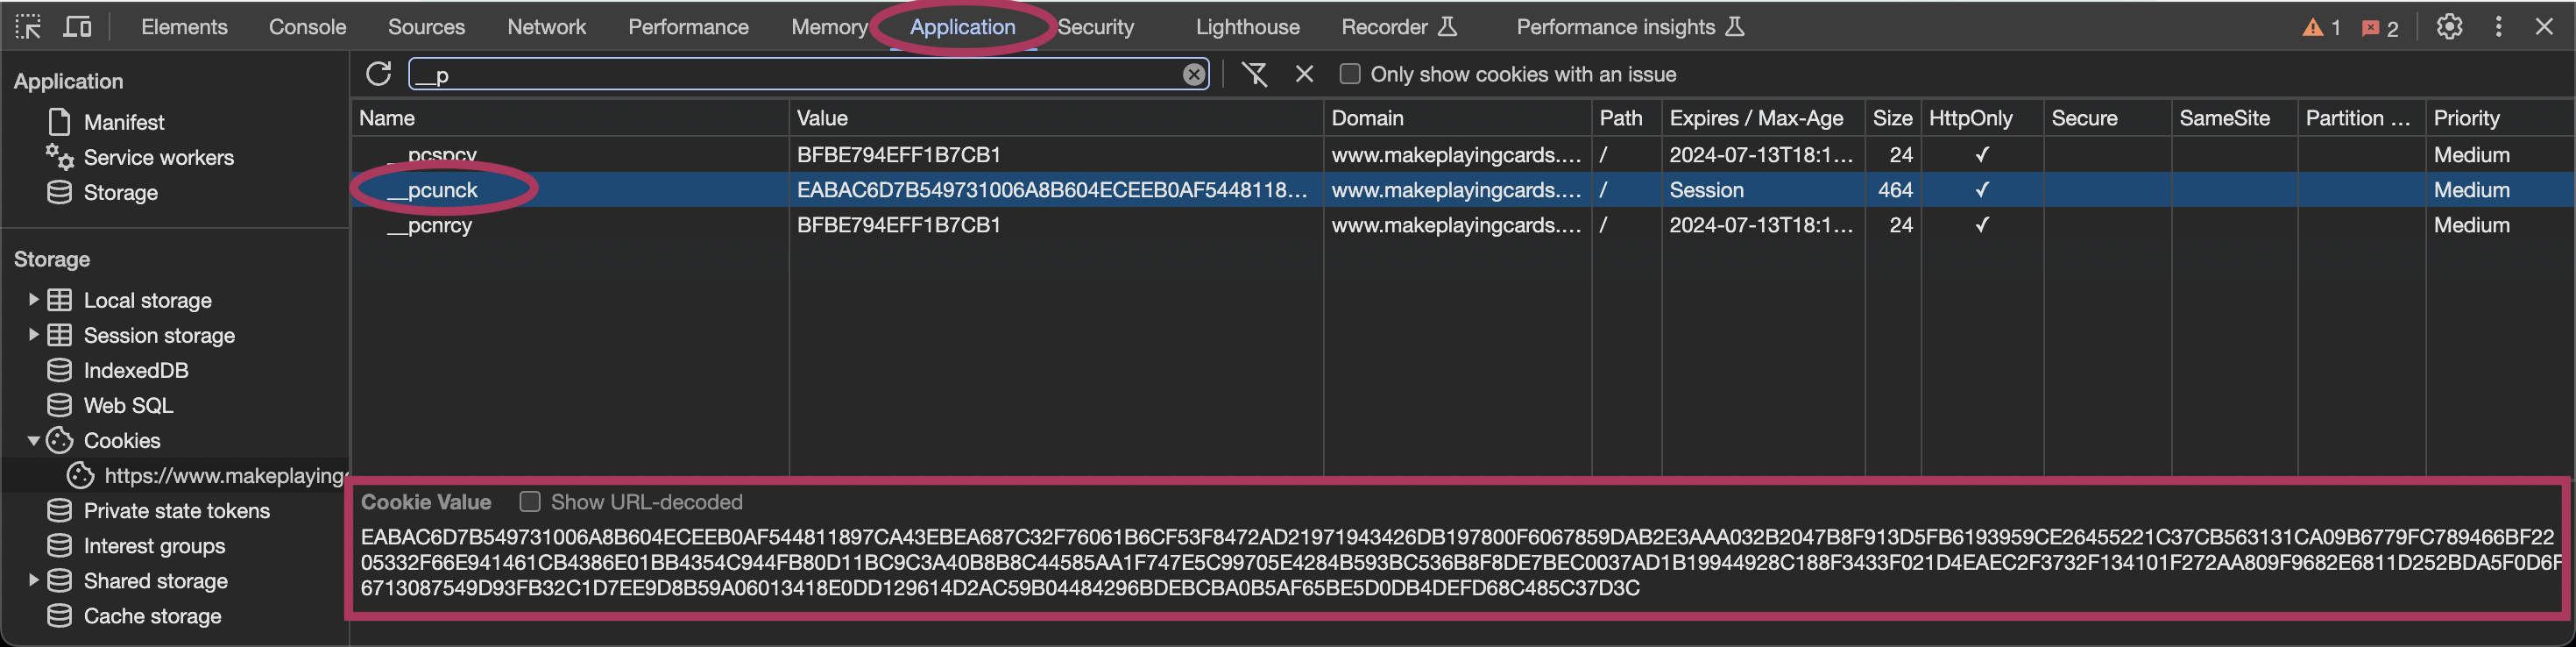 Elements Console Sources Network Performance Memory Application Security Lighthouse Recorder Performance insights 1 2
Application
Manifest
Service workers
Storage
Storage
Local storage
Session storage
IndexedDB
Web SQL
Cookies
https://www.makeplaying
Private state tokens
Interest groups
Shared storage
Cache storage
__p Only show cookies with an issue
Name Value Domain Path Expires / Max-Age Size HttpOnly Secure SameSite Partition ... Priority
__pcspcy BFBE794EFF1B7CB1 www.makeplayingcards.... / 2024-07-13T18:1... 24 ✓ Medium
__pcunck EABAC6D7B549731006A8B604ECEEB0AF5448118... www.makeplayingcards.... / Session 464 ✓ Medium
__pcnrcy BFBE794EFF1B7CB1 www.makeplayingcards.... / 2024-07-13T18:1... 24 ✓ Medium
Cookie Value Show URL-decoded
EABAC6D7B549731006A8B604ECEEB0AF544811897CA43EBEA687C32F76061B6CF53F8472AD21971943426DB197800F6067859DAB2E3AAA032B2047B8F913D5FB6193959CE26455221C37CB563131CA09B6779FC789466BF22
05332F66E941461CB4386E01BB4354C944FB80D11BC9C3A40B8B8C44585AA1F747E5C99705E4284B593BC536B8F8DE7BEC0037AD1B19944928C188F3433F021D4EAEC2F3732F134101F272AA809F9682E6811D252BDA5F0D6F
6713087549D93FB32C1D7EE9D8B59A06013418E0DD129614D2AC59B04484296BDEBCBA0B5AF65BE5D0DB4DEFD68C485C37D3C